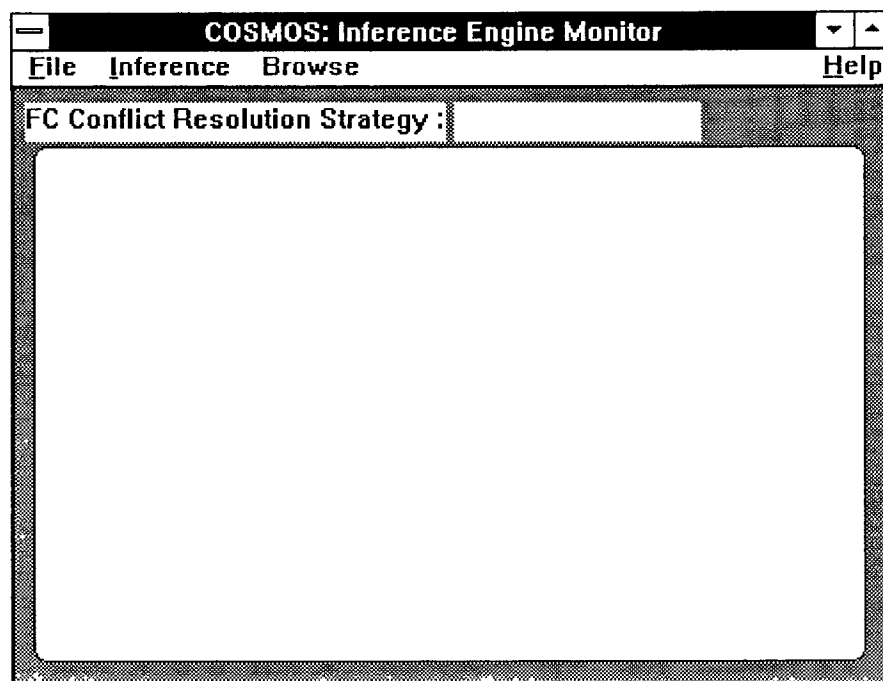 COSMOS: Inference Engine Monitor
File Inference Browse Help
FC Conflict Resolution Strategy :